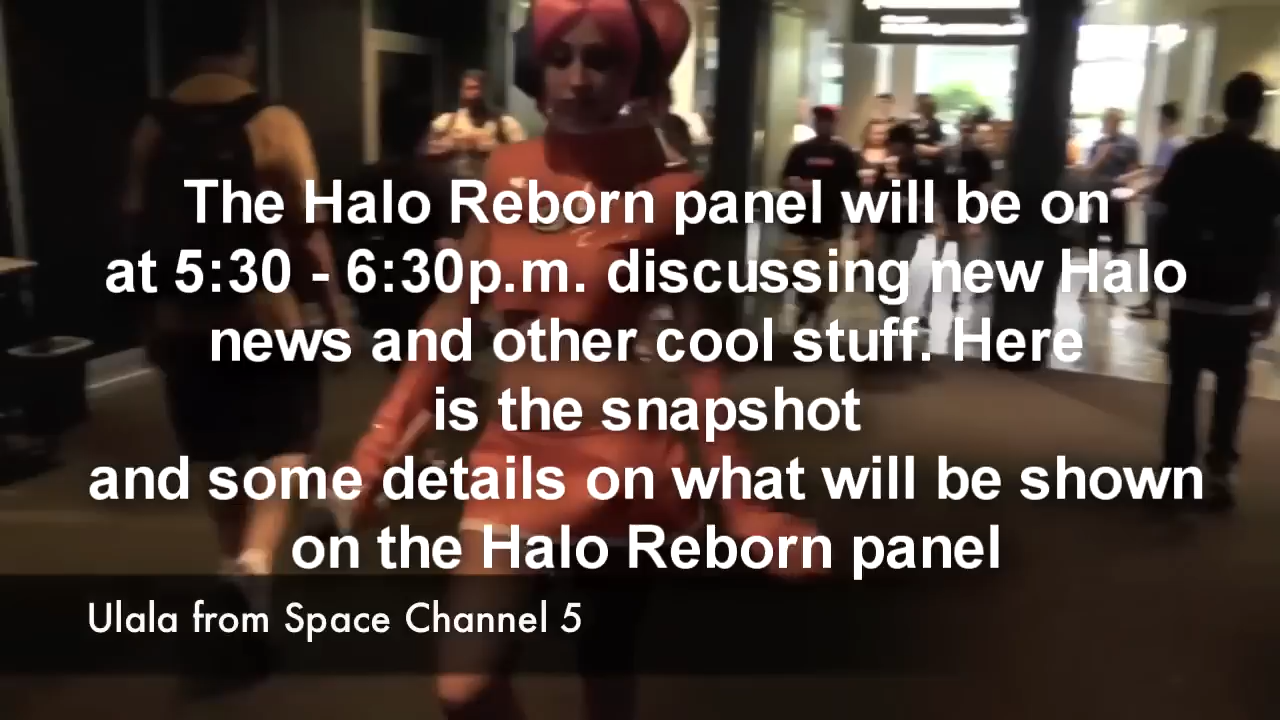 The Halo Reborn panel will be on
at 5:30 - 6:30p.m. discussing new Halo
news and other cool stuff. Here
is the snapshot
and some details on what will be shown
on the Halo Reborn panel
Ulala from Space Channel 5